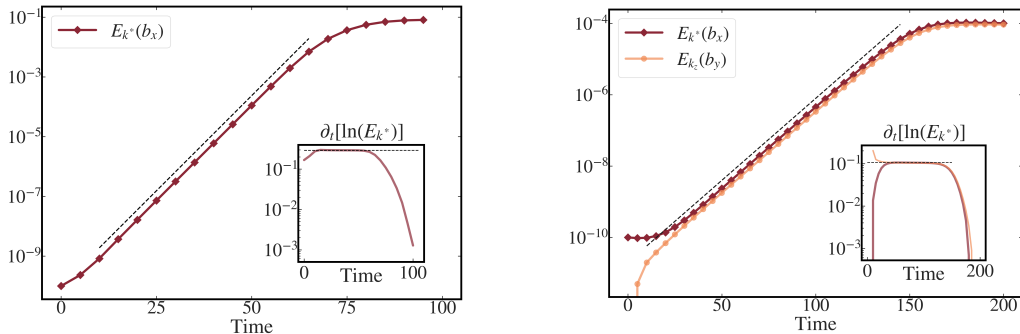 10^{-1}
E_{k^*}(b_x)
10^{-3}
10^{-5}
10^{-7}
10^{-9}
∂_t[ln(E_{k^*})]
10^{-1}
10^{-2}
10^{-3}
0 Time 100
0 25 50 75 100
Time
10^{-4}
E_{k^*}(b_x)
E_{k_z}(b_y)
10^{-6}
10^{-8}
10^{-10}
∂_t[ln(E_{k^*})]
10^{-1}
10^{-2}
10^{-3}
0 Time 200
0 50 100 150 200
Time